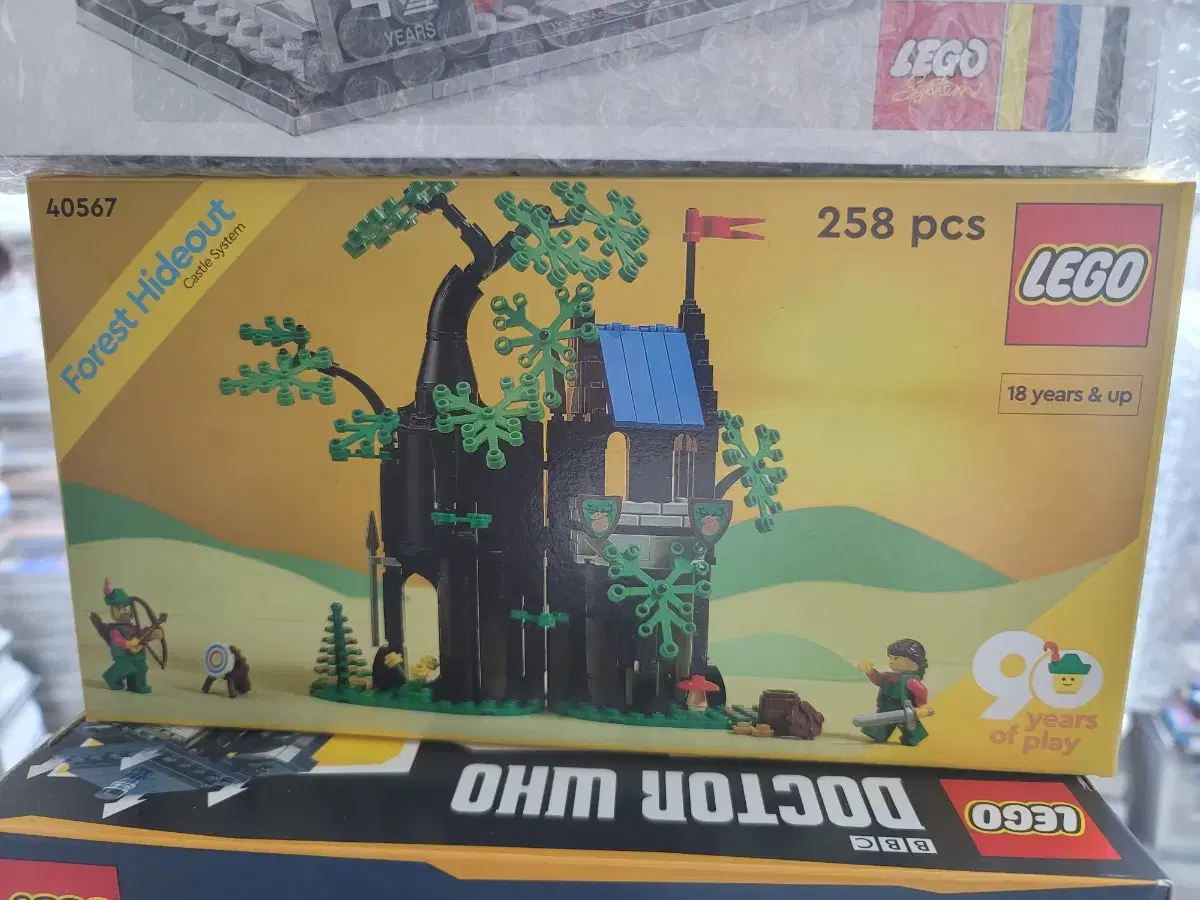 YEARS
LEGO
System
40567
Forest Hideout
Castle System
258 pcs
LEGO
18 years & up
90
years
of play
DOCTOR WHO
BBC
LEGO